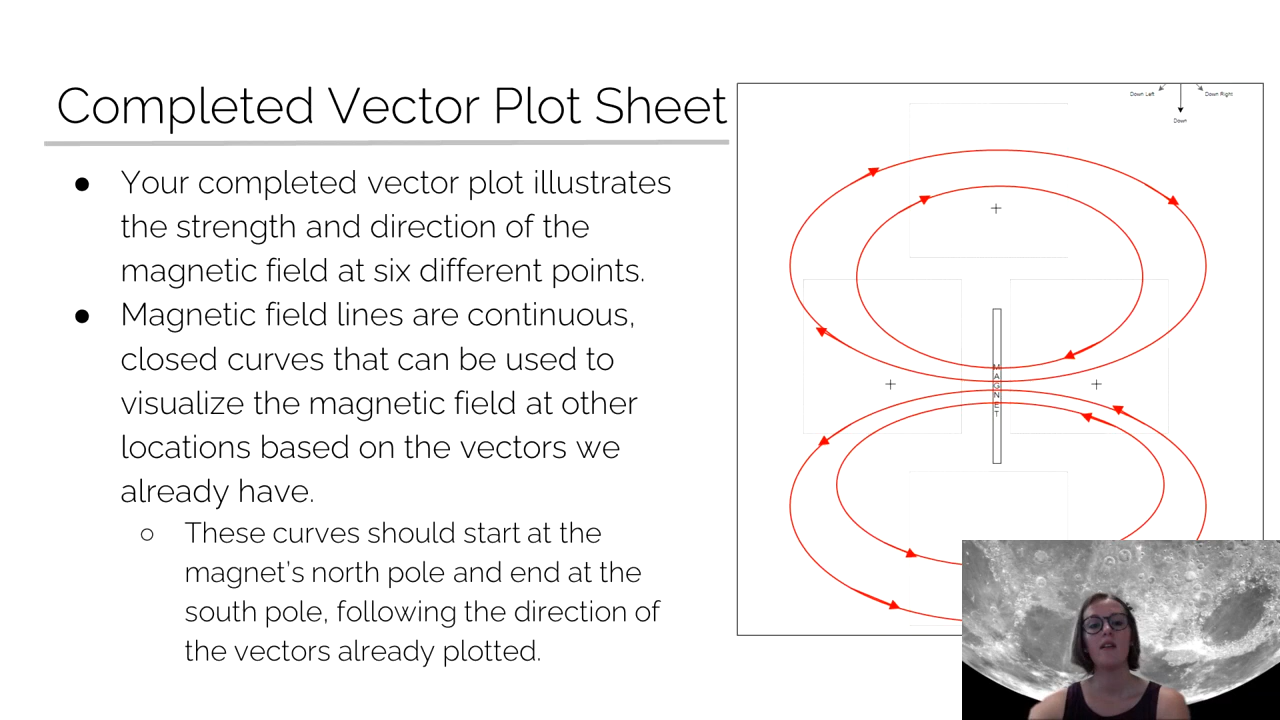 Completed Vector Plot Sheet
● Your completed vector plot illustrates
the strength and direction of the
magnetic field at six different points.
● Magnetic field lines are continuous,
closed curves that can be used to
visualize the magnetic field at other
locations based on the vectors we
already have.
○ These curves should start at the
magnet’s north pole and end at the
south pole, following the direction of
the vectors already plotted.
Down Left
Down Right
Down
M
A
G
N
E
T